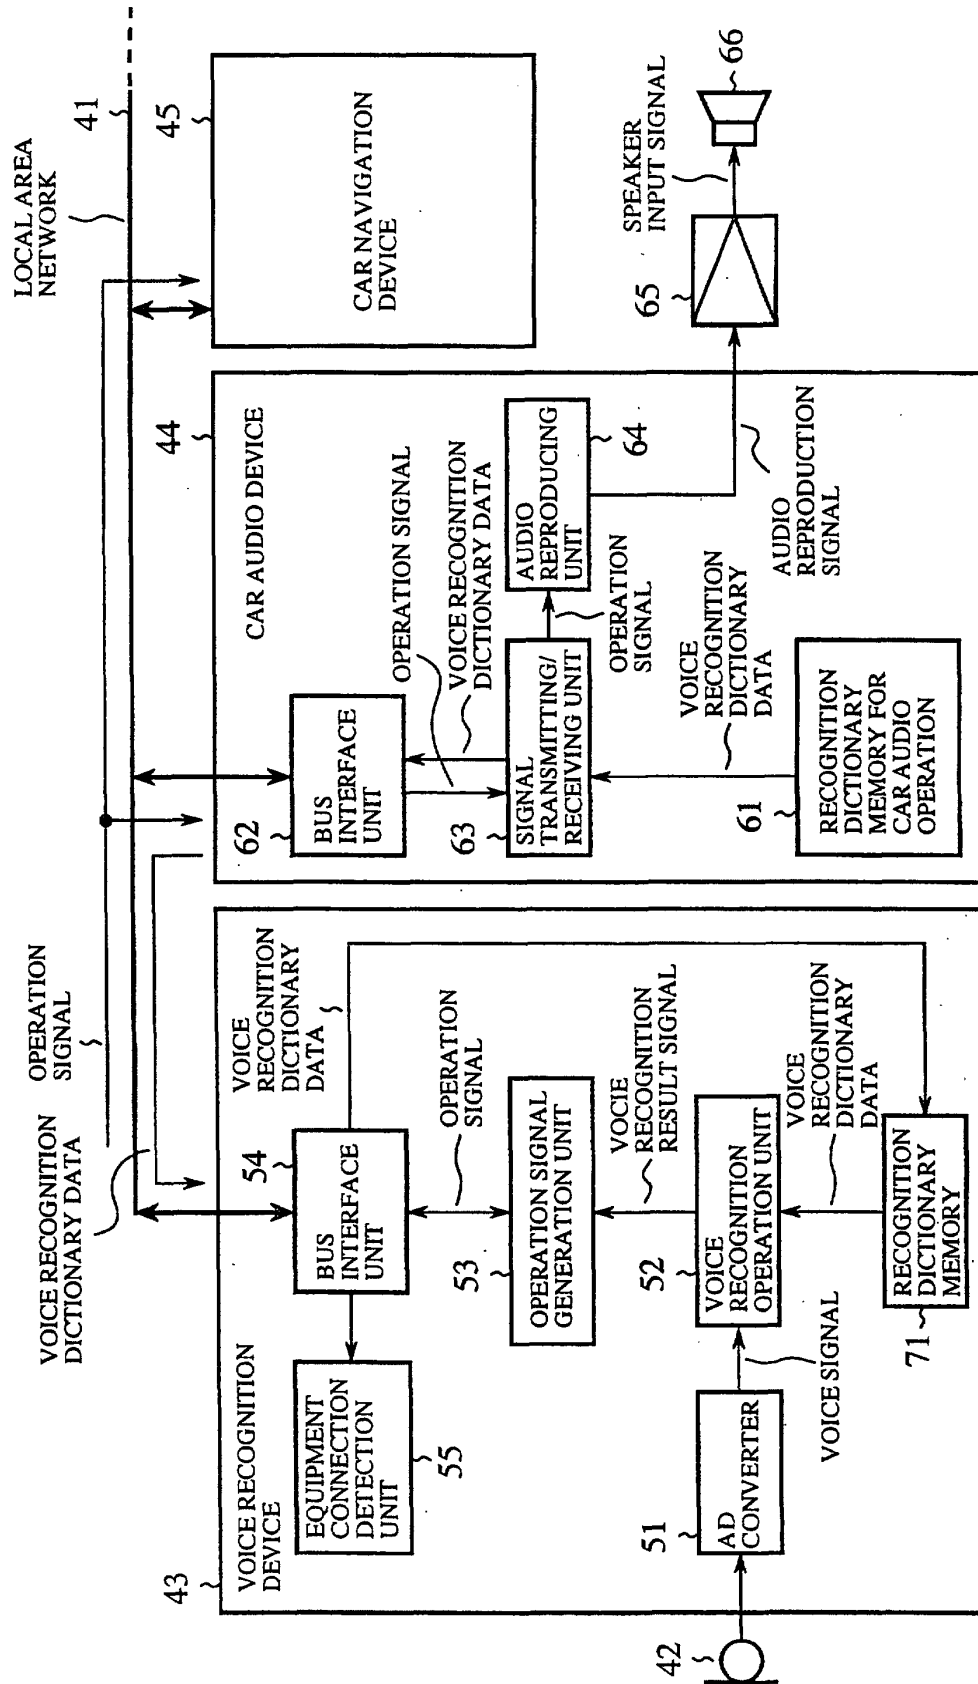 LOCAL AREA
NETWORK
41
OPERATION
SIGNAL
VOICE RECOGNITION
DICTIONARY DATA
43
VOICE RECOGNITION
DEVICE
EQUIPMENT
CONNECTION
DETECTION
UNIT
55
54
BUS
INTERFACE
UNIT
VOICE
RECOGNITION
DICTIONARY
DATA
OPERATION
SIGNAL
53
OPERATION SIGNAL
GENERATION UNIT
VOCIE
RECOGNITION
RESULT SIGNAL
42
51
AD
CONVERTER
VOICE SIGNAL
52
VOICE
RECOGNITION
OPERATION UNIT
VOICE
RECOGNITION
DICTIONARY
DATA
71
RECOGNITION
DICTIONARY
MEMORY
44
CAR AUDIO DEVICE
62
BUS
INTERFACE
UNIT
OPERATION SIGNAL
VOICE RECOGNITION
DICTIONARY DATA
63
SIGNAL
TRANSMITTING/
RECEIVING UNIT
OPERATION
SIGNAL
AUDIO
REPRODUCING
UNIT
64
VOICE
RECOGNITION
DICTIONARY
DATA
61
RECOGNITION
DICTIONARY
MEMORY FOR
CAR AUDIO
OPERATION
AUDIO
REPRODUCTION
SIGNAL
45
CAR NAVIGATION
DEVICE
65
SPEAKER
INPUT SIGNAL
66